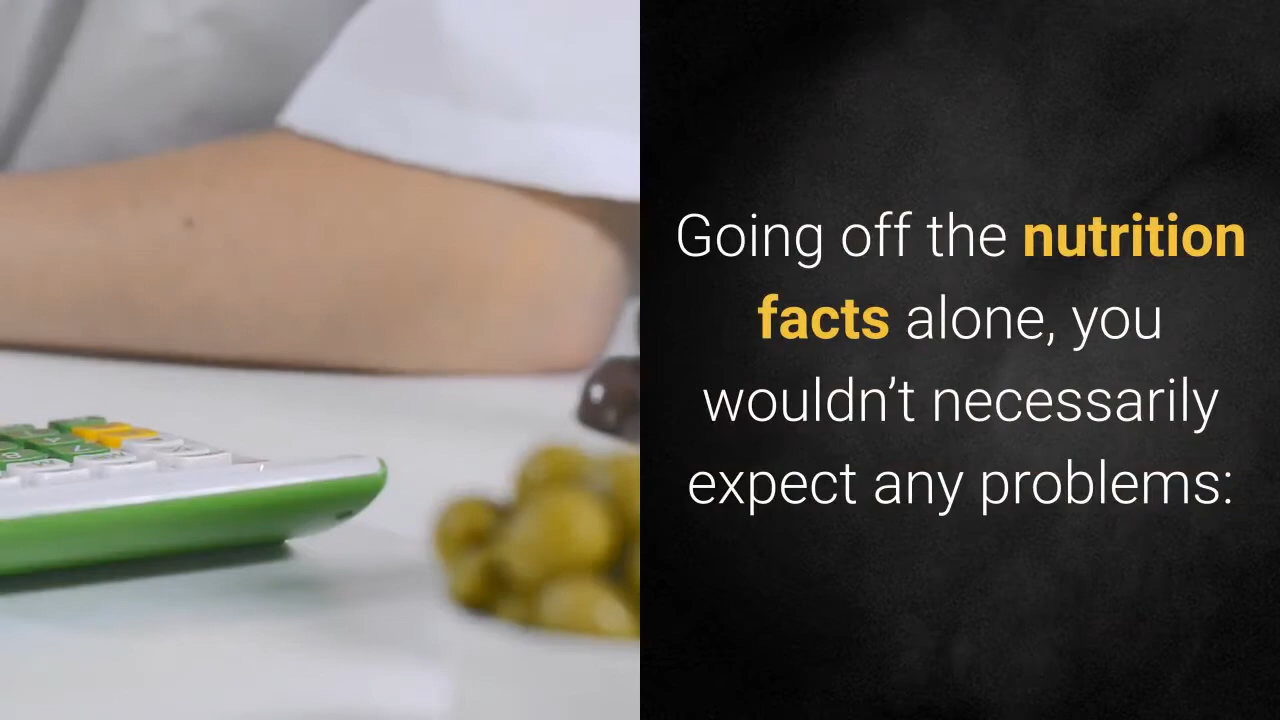 Going off the nutrition
facts alone, you
wouldn’t necessarily
expect any problems: